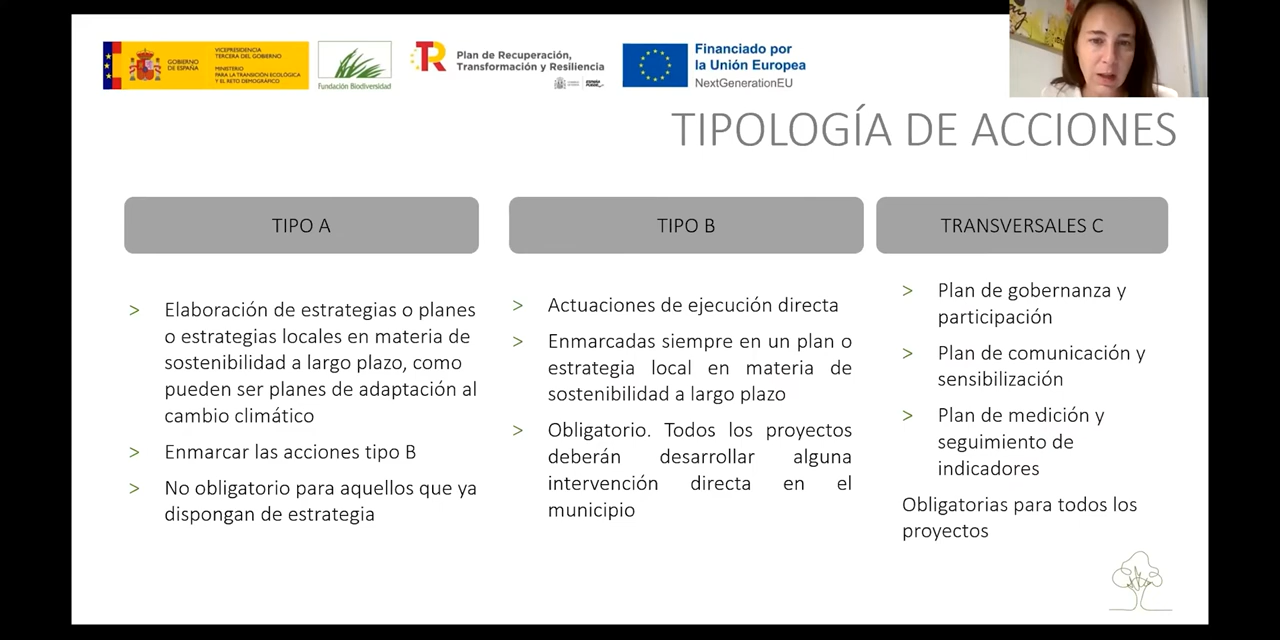 GOBIERNO
DE ESPAÑA
VICEPRESIDENCIA
TERCERA DEL GOBIERNO
MINISTERIO
PARA LA TRANSICIÓN ECOLÓGICA
Y EL RETO DEMOGRÁFICO
Fundación Biodiversidad
Plan de Recuperación,
Transformación y Resiliencia
Financiado por
la Unión Europea
NextGenerationEU
TIPOLOGÍA DE ACCIONES
TIPO A
> Elaboración de estrategias o planes
o estrategias locales en materia de
sostenibilidad a largo plazo, como
pueden ser planes de adaptación al
cambio climático
> Enmarcar las acciones tipo B
> No obligatorio para aquellos que ya
dispongan de estrategia
TIPO B
> Actuaciones de ejecución directa
> Enmarcadas siempre en un plan o
estrategia local en materia de
sostenibilidad a largo plazo
> Obligatorio. Todos los proyectos
deberán desarrollar alguna
intervención directa en el
municipio
TRANSVERSALES C
> Plan de gobernanza y
participación
> Plan de comunicación y
sensibilización
> Plan de medición y
seguimiento de
indicadores
Obligatorias para todos los
proyectos